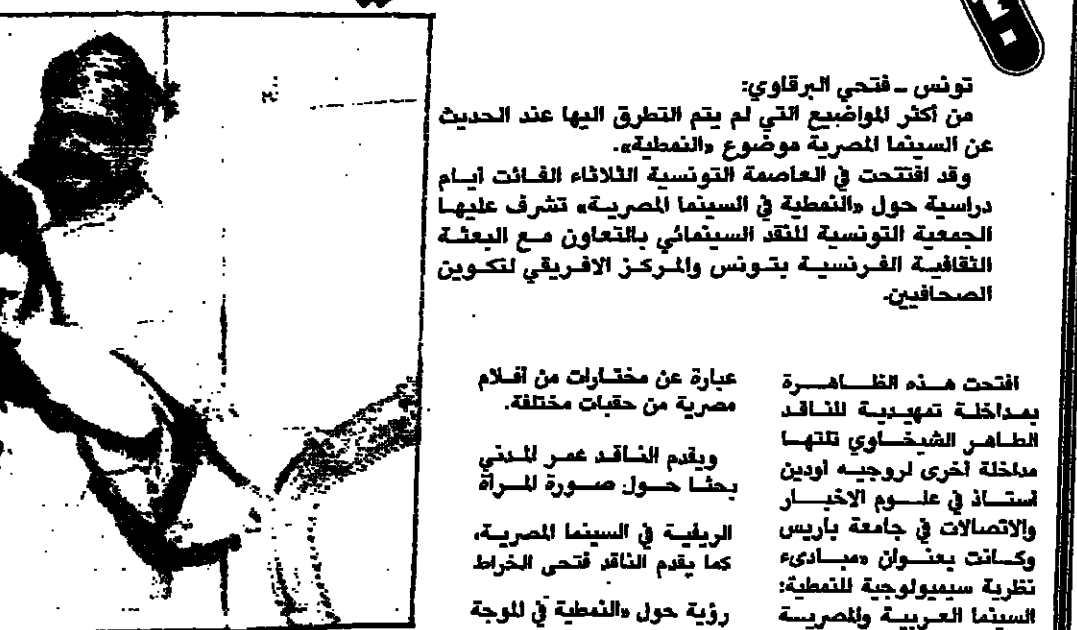 تونس ـ فتحي البرقاوي:
من أكثر المواضيع التي لم يتم التطرق اليها عند الحديث
عن السينما المصرية موضوع «النمطية».
وقد افتتحت في العاصمة التونسية الثلاثاء الفائت أيام
دراسية حول «النمطية في السينما المصرية» تشرف عليها
الجمعية التونسية للنقد السينمائي بالتعاون مع البعثة
الثقافية الفرنسية بتونس والمركز الافريقي لتكوين
الصحافيين.
افتتحت هذه الظاهرة
بمداخلة تمهيدية للناقد
الطاهر الشيخاوي تلتها
مداخلة أخرى لروجيه اودين
استاذ في علوم الاخبار
والاتصالات في جامعة باريس
وكانت بعنوان «مبادىء
نظرية سيميولوجية للنمطية:
السينما العربية والمصرية
عبارة عن مختارات من أفلام
مصرية من حقبات مختلفة.
ويقدم الناقد عمر المدني
بحثا حول صورة المرأة
الريفية في السينما المصرية،
كما يقدم الناقد فتحي الخراط
رؤية حول «النمطية في الموجة